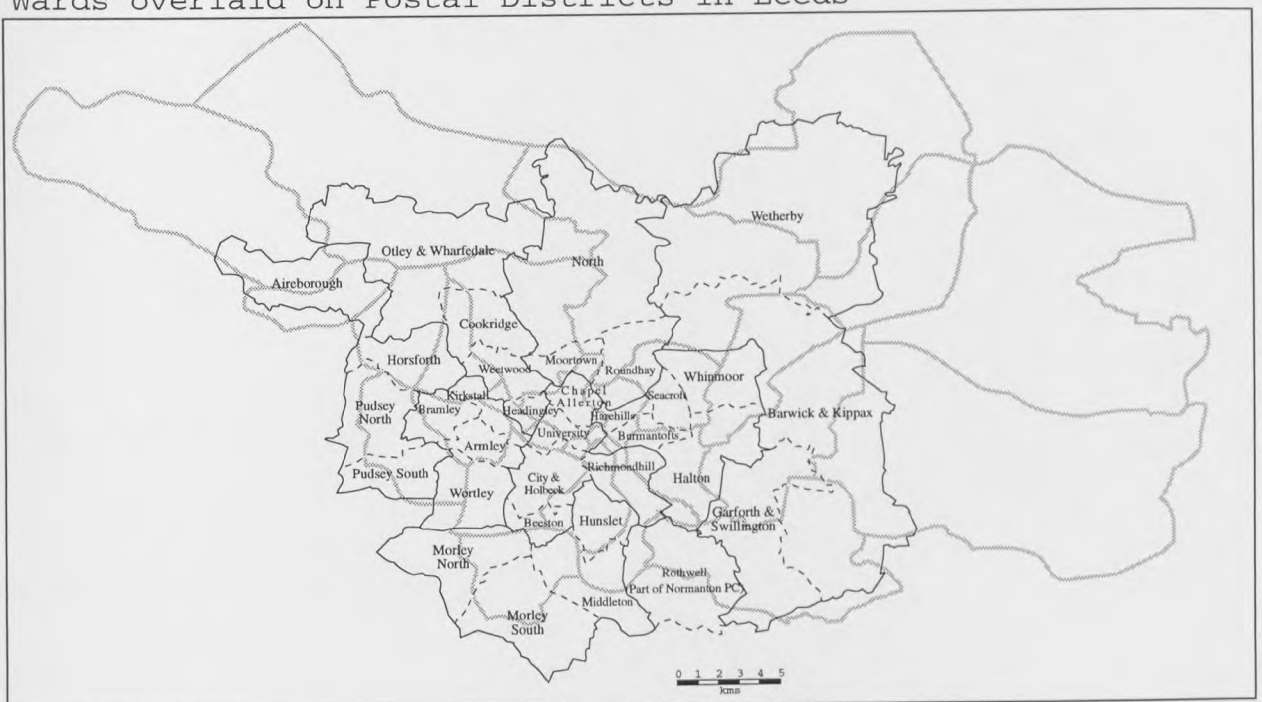 Wards overlaid on Postal Districts in Leeds
Wetherby
Otley & Wharfedale
North
Aireborough
Cookridge
Horsforth
Moortown
Weetwood
Roundhay
Whinmoor
Chapel
Allerton
Seacroft
Kirkstall
Pudsey
North
Bramley
Headingley
Harehills
Barwick & Kippax
University
Burmantofts
Armley
Pudsey South
Richmondhill
City &
Holbeck
Halton
Wortley
Garforth &
Swillington
Beeston
Hunslet
Morley
North
Rothwell
(Part of Normanton PC)
Middleton
Morley
South
0 1 2 3 4 5
kms